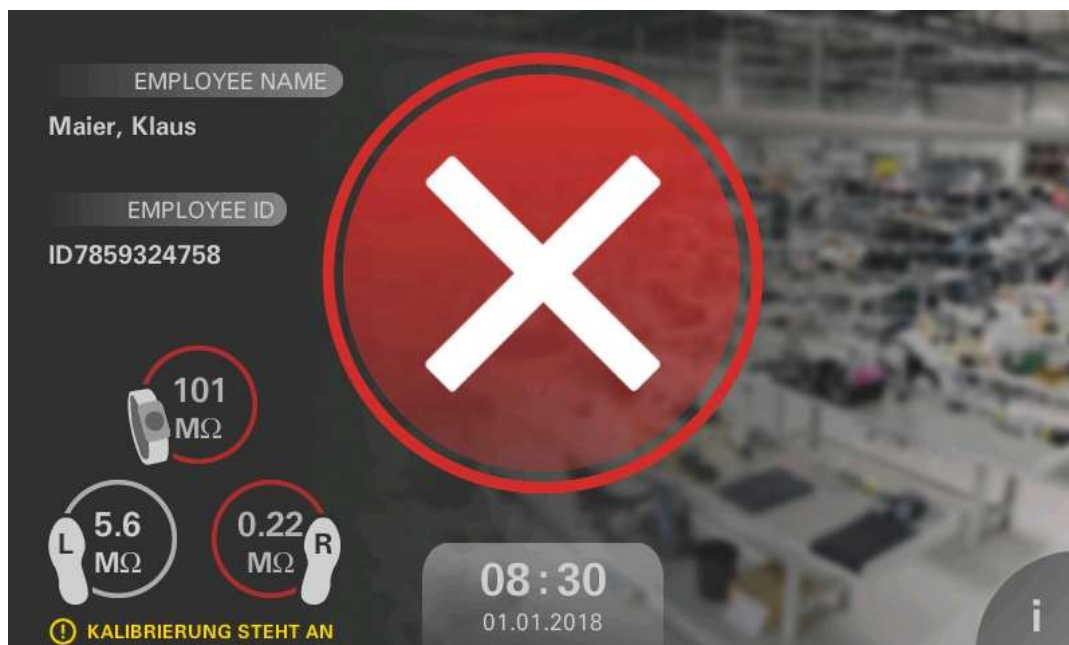 EMPLOYEE NAME
Maier, Klaus
EMPLOYEE ID
ID7859324758
101
MΩ
L
5.6
MΩ
0.22
MΩ
R
KALIBRIERUNG STEHT AN
08:30
01.01.2018
i